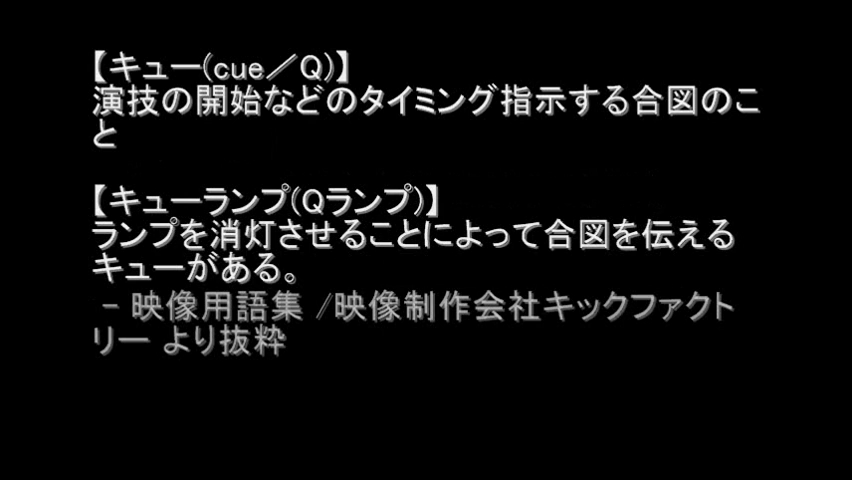 【キュー(cue／Q)】
演技の開始などのタイミング指示する合図のこ
と
【キューランプ(Qランプ)】
ランプを消灯させることによって合図を伝える
キューがある。
- 映像用語集 /映像制作会社キックファクト
リー より抜粋